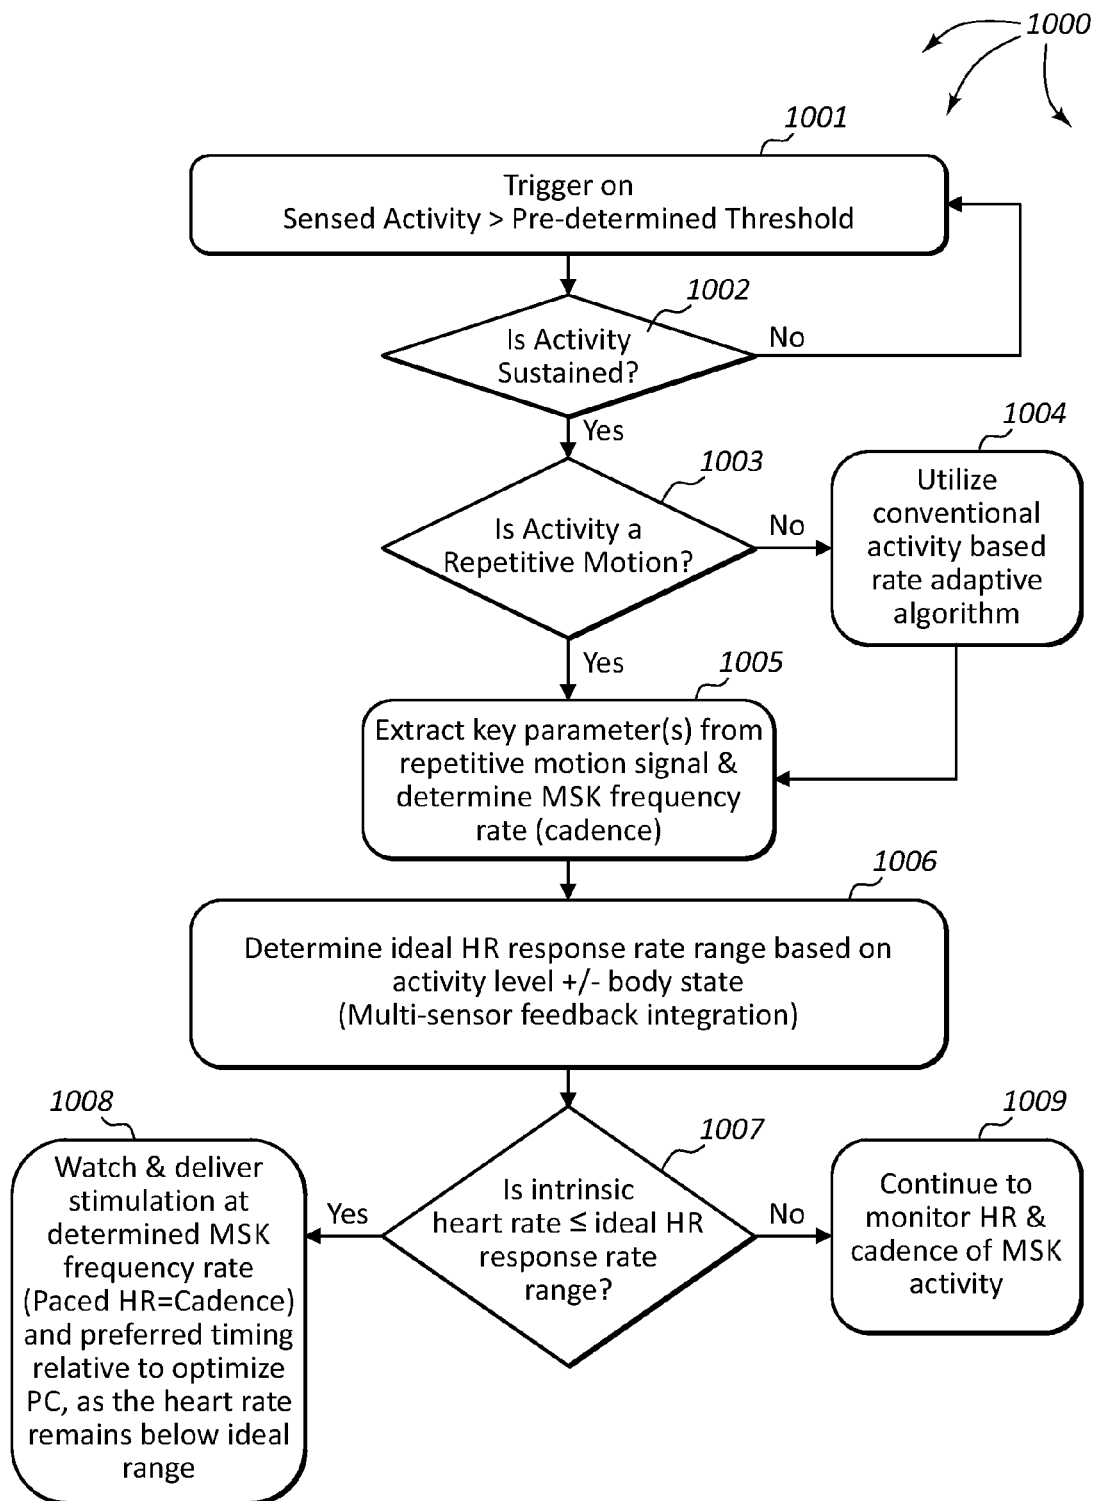 1000
1001
Trigger on
Sensed Activity > Pre-determined Threshold
1002
Is Activity
Sustained?
No
Yes
1003
Is Activity a
Repetitive Motion?
No
1004
Utilize
conventional
activity based
rate adaptive
algorithm
Yes
1005
Extract key parameter(s) from
repetitive motion signal &
determine MSK frequency
rate (cadence)
1006
Determine ideal HR response rate range based on
activity level +/- body state
(Multi-sensor feedback integration)
1007
Is intrinsic
heart rate ≤ ideal HR
response rate
range?
Yes
1008
Watch & deliver
stimulation at
determined MSK
frequency rate
(Paced HR=Cadence)
and preferred timing
relative to optimize
PC, as the heart rate
remains below ideal
range
No
1009
Continue to
monitor HR &
cadence of MSK
activity